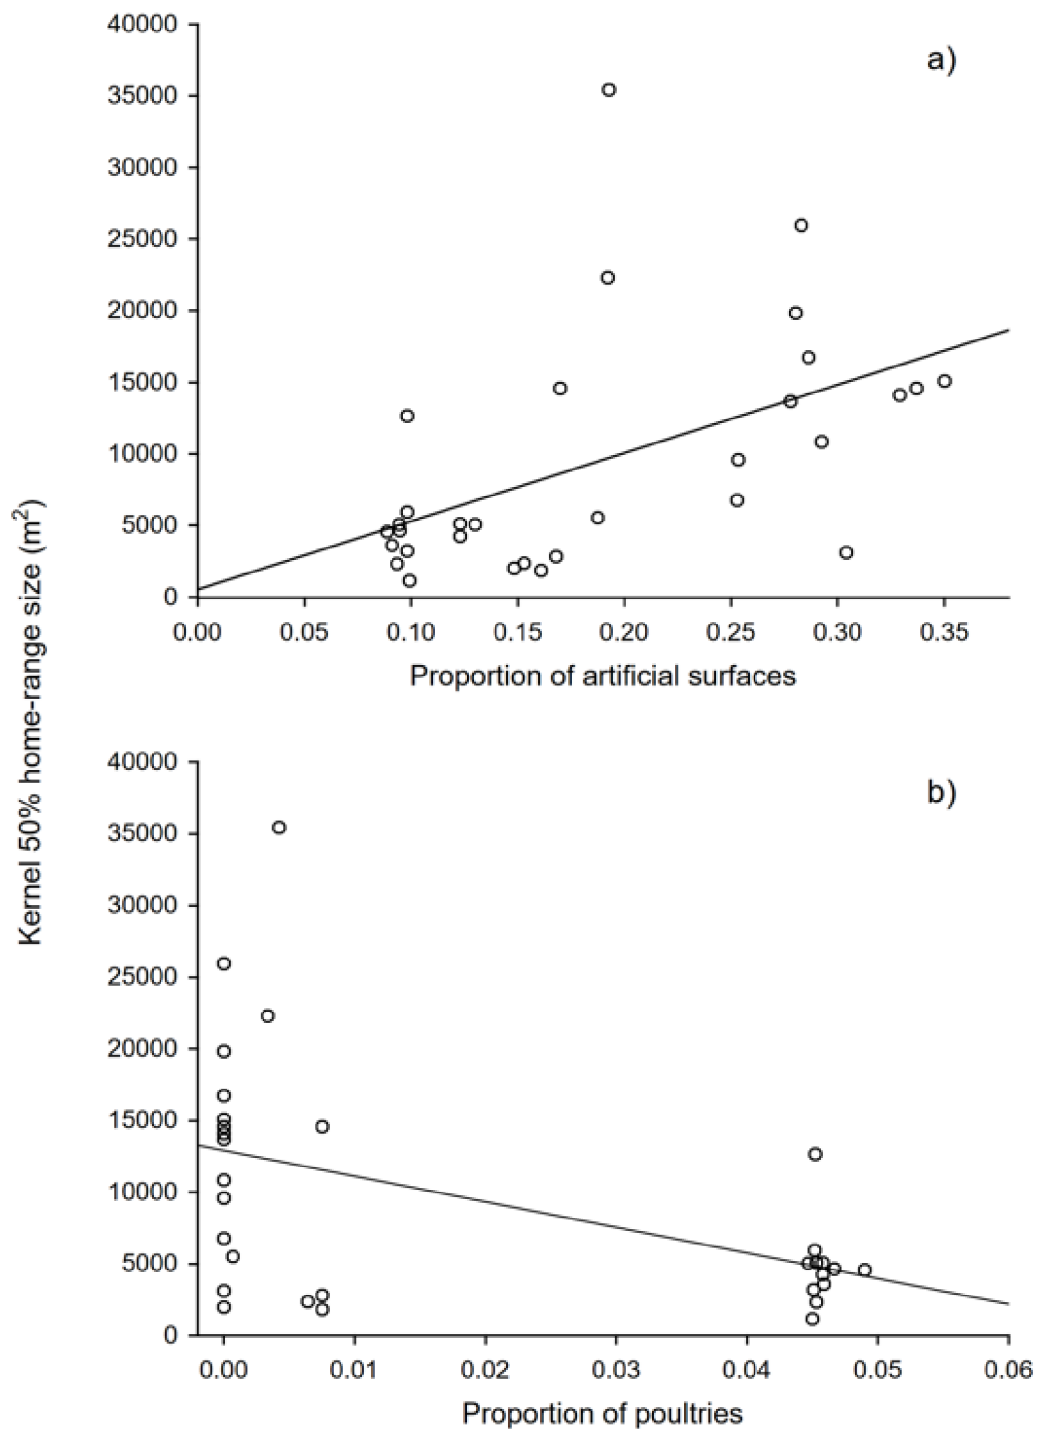 40000
a)
35000
30000
25000
20000
15000
10000
5000
0
0.00 0.05 0.10 0.15 0.20 0.25 0.30 0.35
Proportion of artificial surfaces
Kernel 50% home-range size (m²)
40000
b)
35000
30000
25000
20000
15000
10000
5000
0
0.00 0.01 0.02 0.03 0.04 0.05 0.06
Proportion of poultries